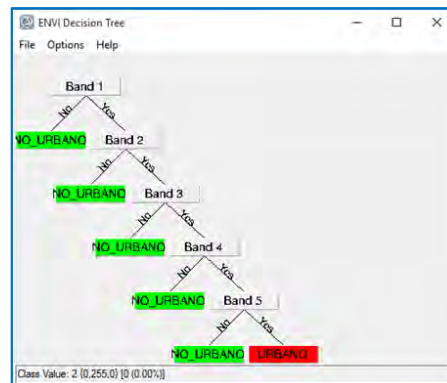 ENVI Decision Tree
File Options Help
Band 1
No Yes
NO_URBANO Band 2
No Yes
NO_URBANO Band 3
No Yes
NO_URBANO Band 4
No Yes
NO_URBANO Band 5
No Yes
NO_URBANO URBANO
Class Value: 2 {0,255,0} [0 (0.00%)]